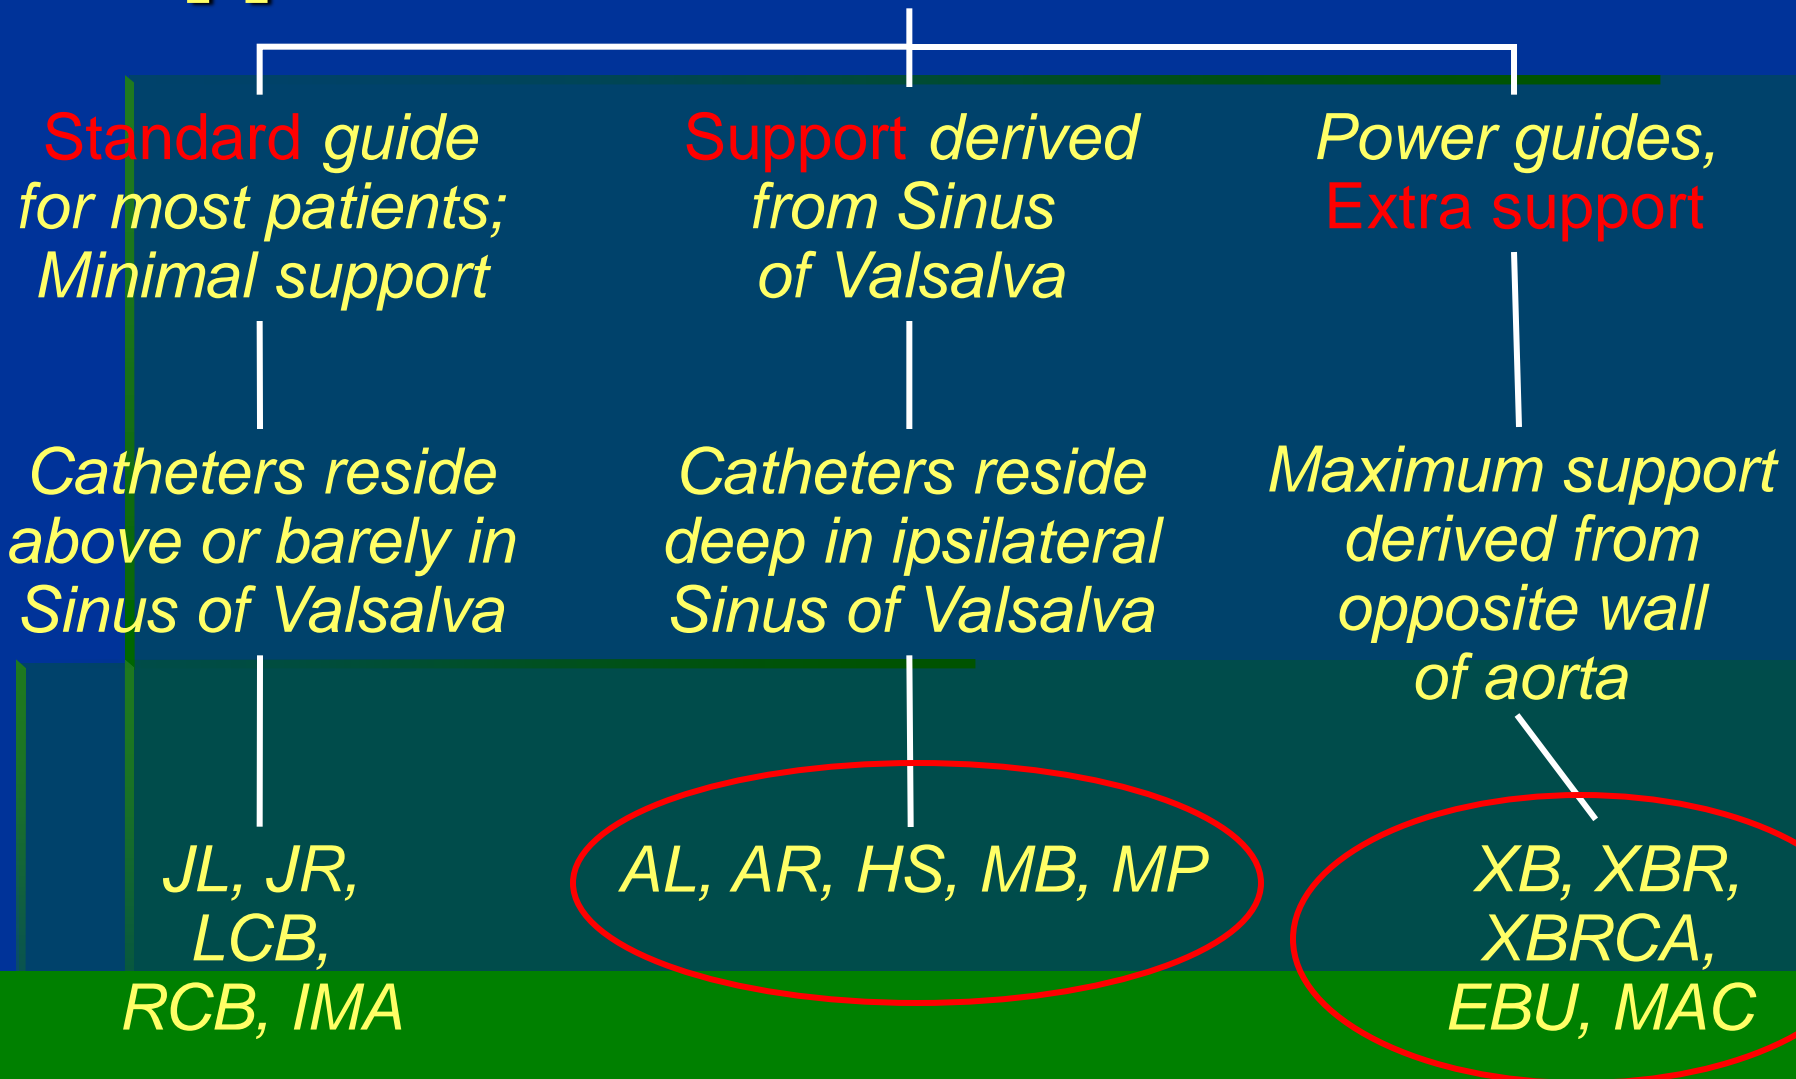 Standard guide
for most patients;
Minimal support
Catheters reside
above or barely in
Sinus of Valsalva
JL, JR,
LCB,
RCB, IMA
Support derived
from Sinus
of Valsalva
Catheters reside
deep in ipsilateral
Sinus of Valsalva
AL, AR, HS, MB, MP
Power guides,
Extra support
Maximum support
derived from
opposite wall
of aorta
XB, XBR,
XBRCA,
EBU, MAC